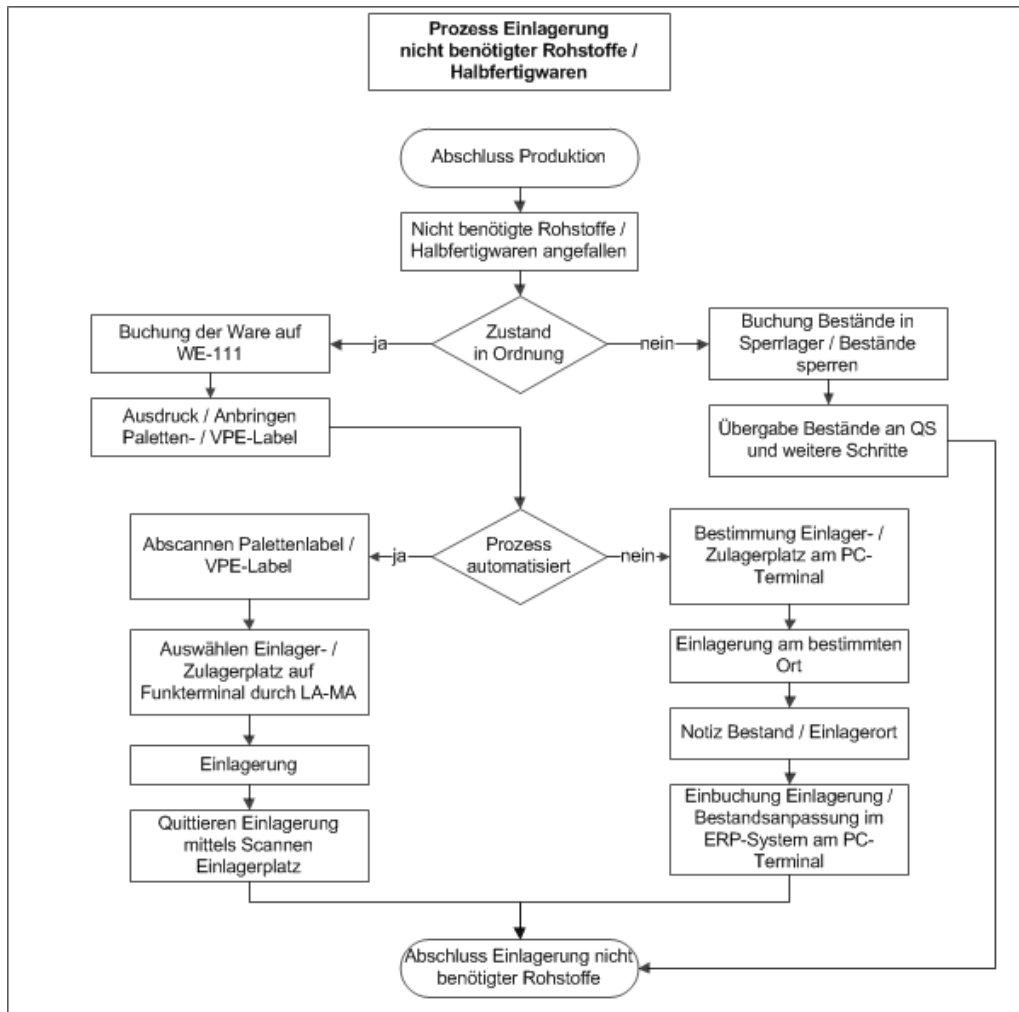 Prozess Einlagerung
nicht benötigter Rohstoffe /
Halbfertigwaren
Abschluss Produktion
Nicht benötigte Rohstoffe /
Halbfertigwaren angefallen
Zustand
in Ordnung
ja
nein
Buchung der Ware auf
WE-111
Buchung Bestände in
Sperrlager / Bestände
sperren
Ausdruck / Anbringen
Paletten- / VPE-Label
Übergabe Bestände an QS
und weitere Schritte
Prozess
automatisiert
ja
nein
Abscannen Palettenlabel /
VPE-Label
Bestimmung Einlager- /
Zulagerplatz am PC-
Terminal
Auswählen Einlager- /
Zulagerplatz auf
Funkterminal durch LA-MA
Einlagerung am bestimmten
Ort
Einlagerung
Notiz Bestand / Einlagerort
Quittieren Einlagerung
mittels Scannen
Einlagerplatz
Einbuchung Einlagerung /
Bestandsanpassung im
ERP-System am PC-
Terminal
Abschluss Einlagerung nicht
benötigter Rohstoffe